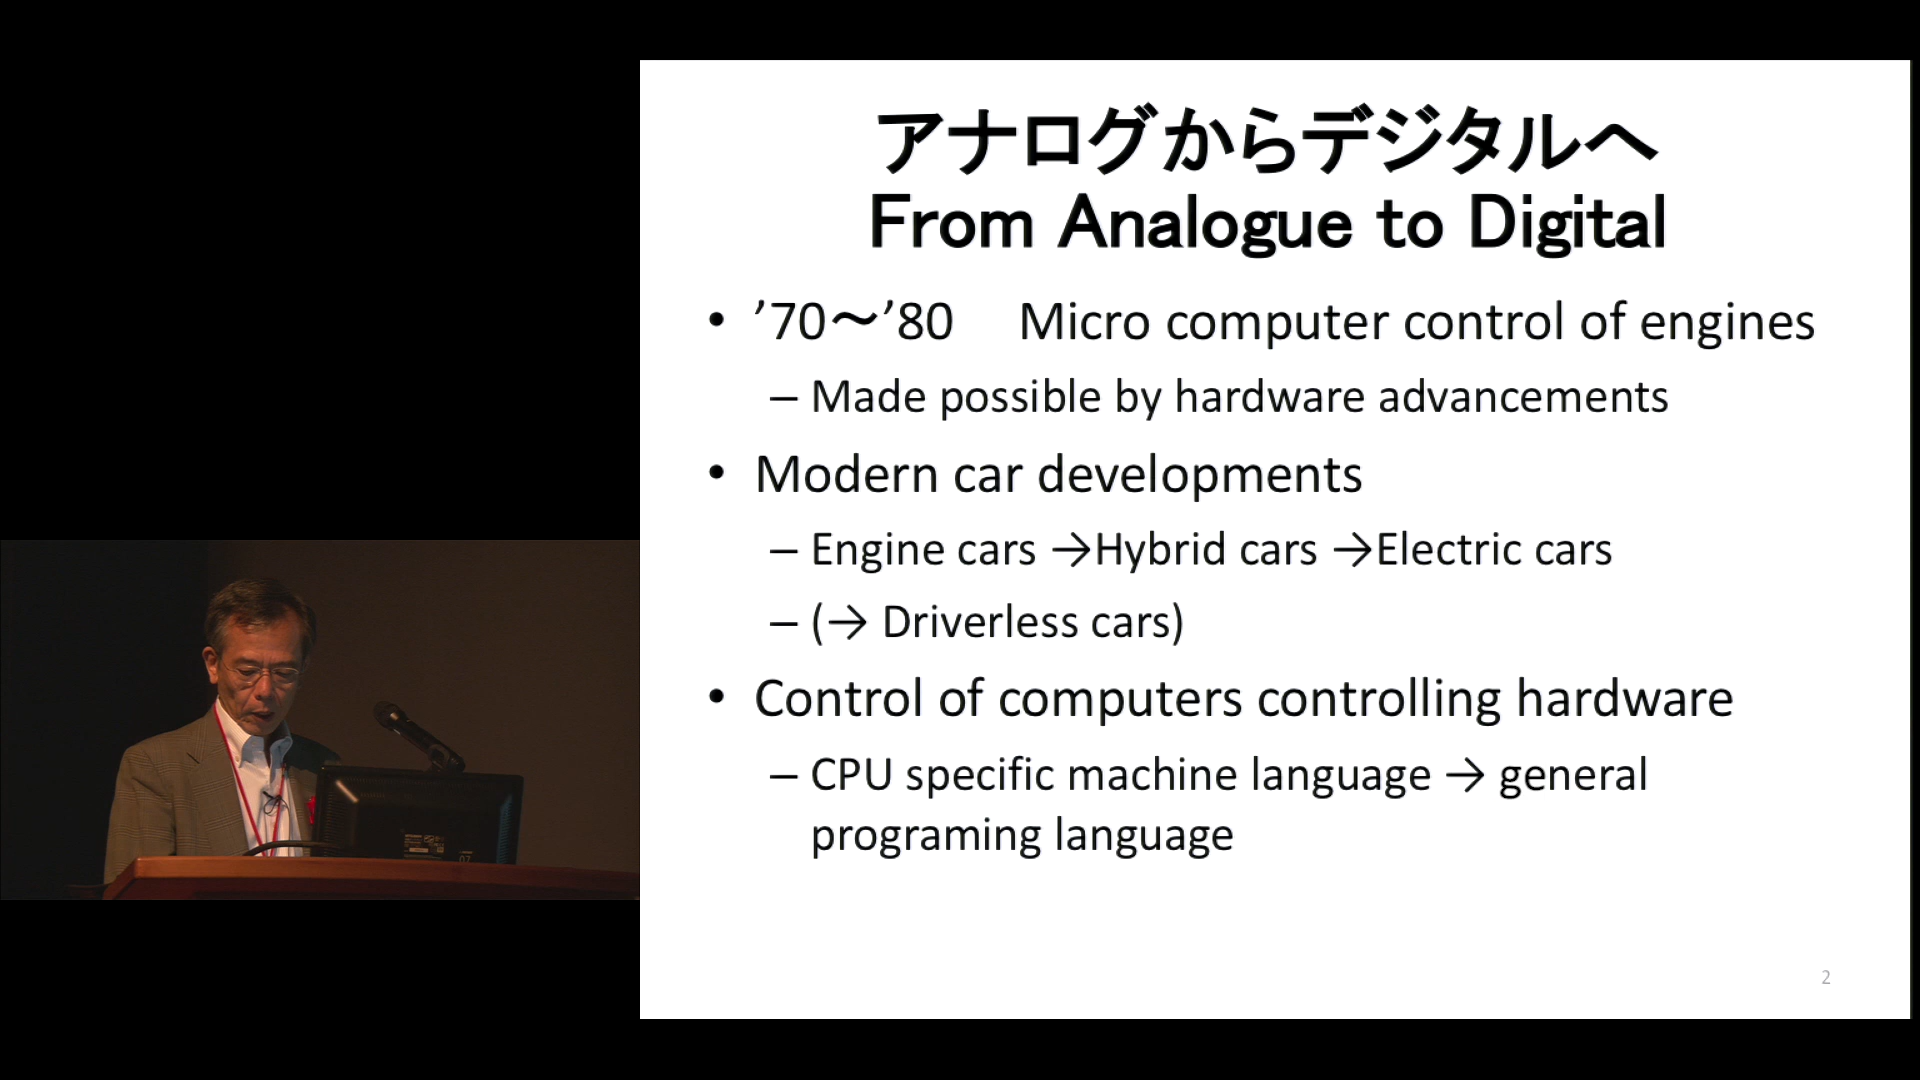 アナログからデジタルへ
From Analogue to Digital
• ’70～’80　Micro computer control of engines
– Made possible by hardware advancements
• Modern car developments
– Engine cars →Hybrid cars →Electric cars
– (→ Driverless cars)
• Control of computers controlling hardware
– CPU specific machine language → general
programing language
2
07